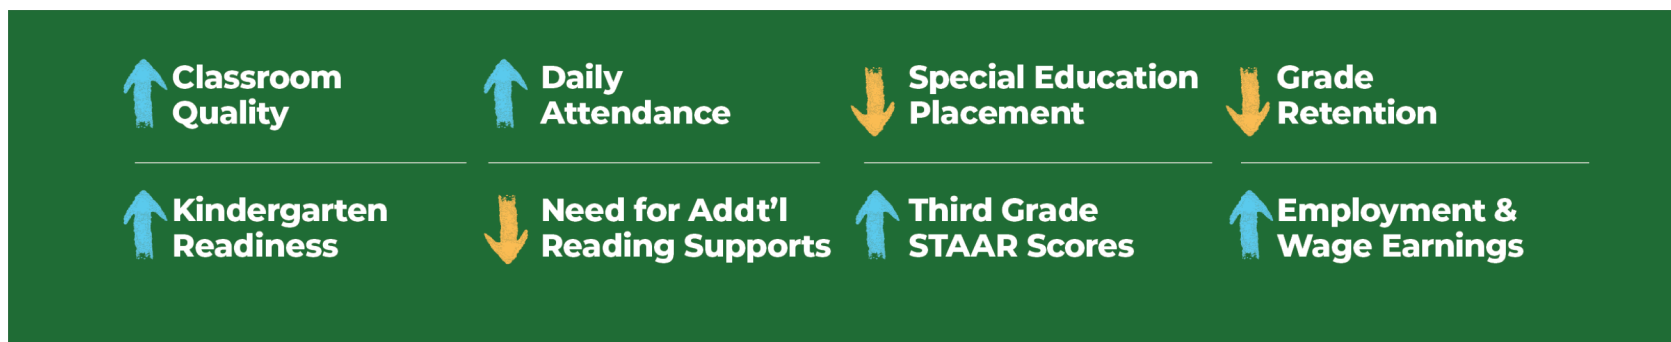 Classroom
Quality
Daily
Attendance
Special Education
Placement
Grade
Retention
Kindergarten
Readiness
Need for Addt'l
Reading Supports
Third Grade
STAAR Scores
Employment &
Wage Earnings